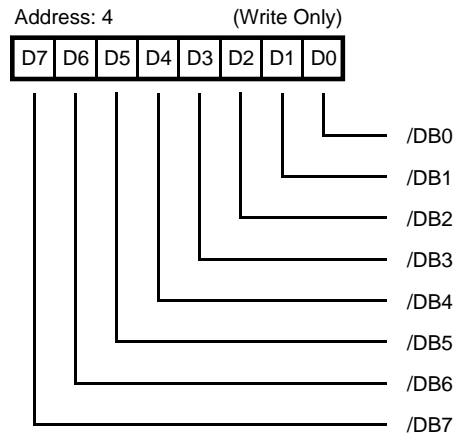 Address: 4 (Write Only)
D7 D6 D5 D4 D3 D2 D1 D0
/DB0
/DB1
/DB2
/DB3
/DB4
/DB5
/DB6
/DB7